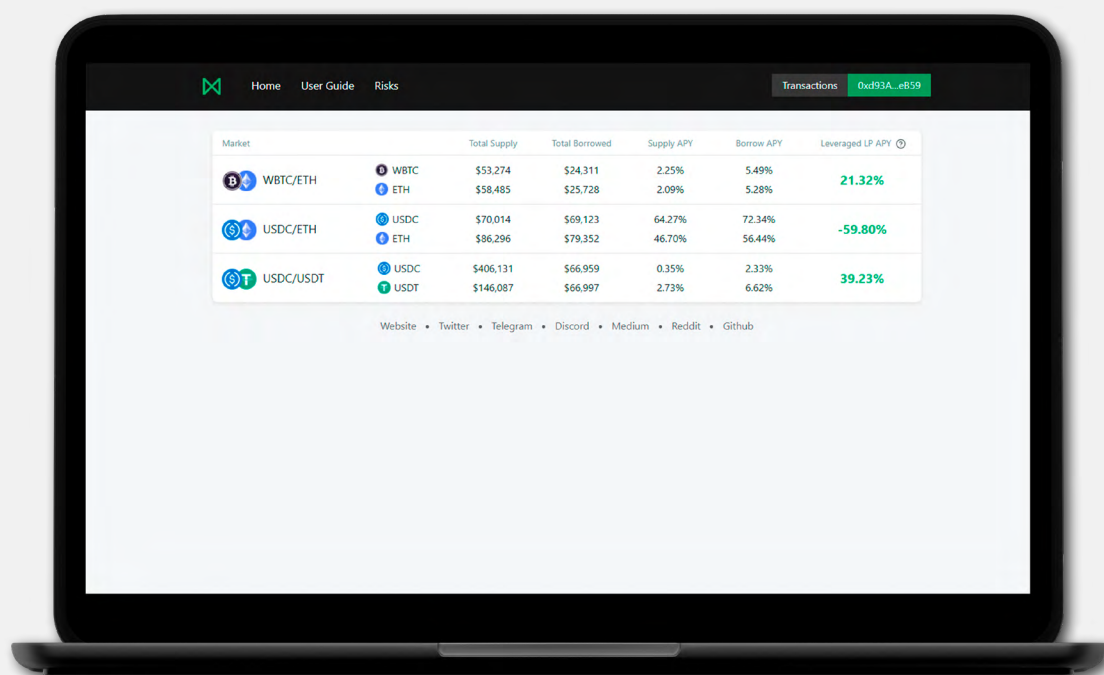 Home User Guide Risks Transactions 0xd93A...eB59
Market Total Supply Total Borrowed Supply APY Borrow APY Leveraged LP APY
WBTC/ETH WBTC $53,274 $24,311 2.25% 5.49% 21.32%
ETH $58,485 $25,728 2.09% 5.28%
USDC/ETH USDC $70,014 $69,123 64.27% 72.34% -59.80%
ETH $86,296 $79,352 46.70% 56.44%
USDC/USDT USDC $406,131 $66,959 0.35% 2.33% 39.23%
USDT $146,087 $66,997 2.73% 6.62%
Website • Twitter • Telegram • Discord • Medium • Reddit • Github